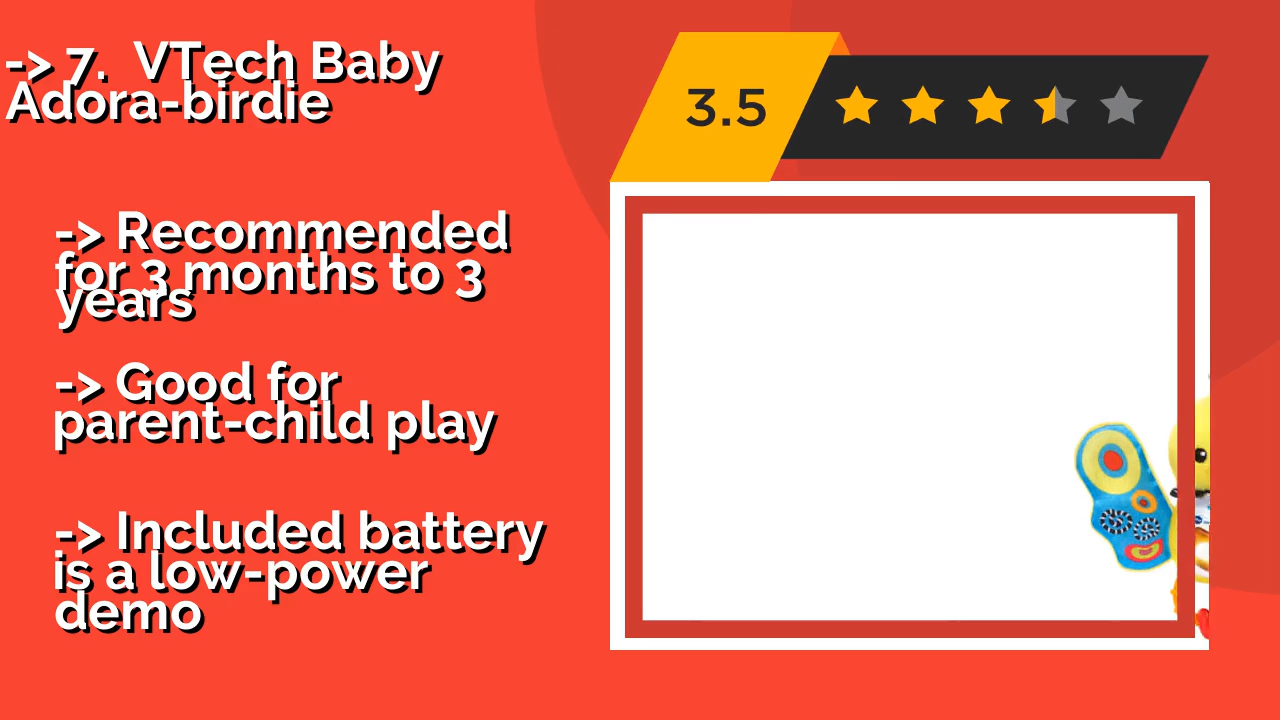 -> 7.  VTech Baby
Adora-birdie
3.5
-> Recommended
for 3 months to 3
years
-> Good for
parent-child play
-> Included battery
is a low-power
demo